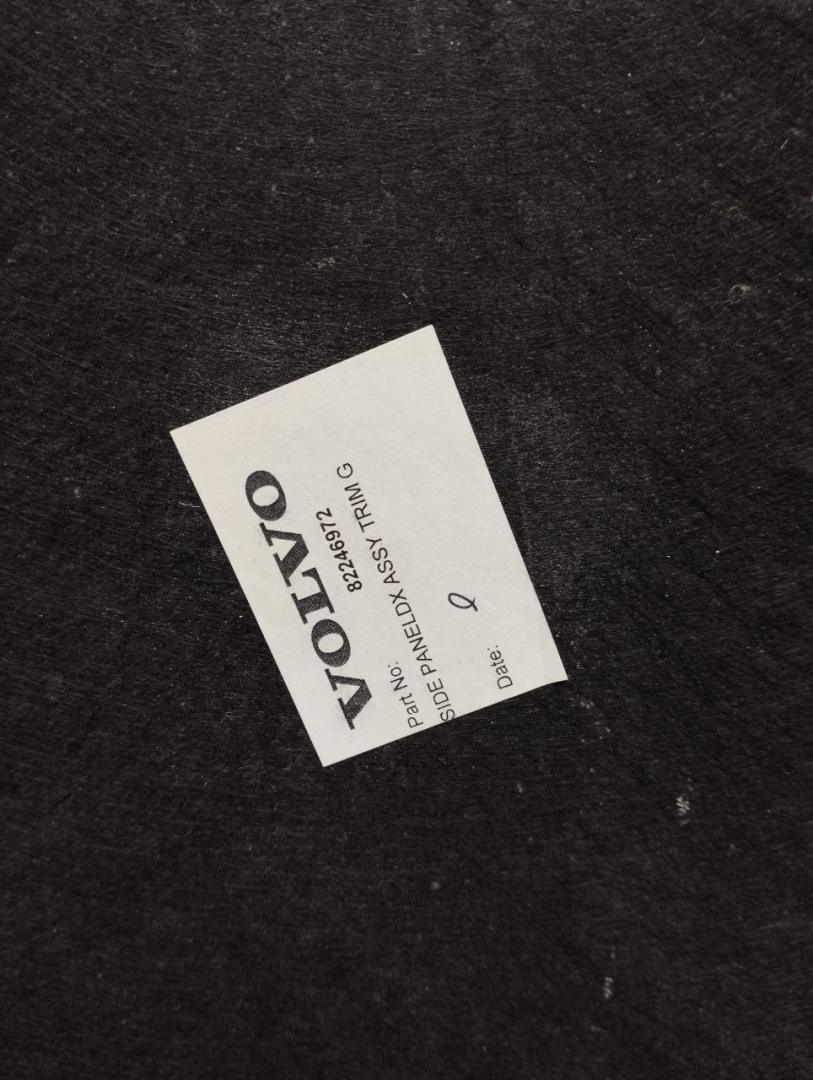 VOLVO
Part No: 82246972
SIDE PANELDX ASSY TRIM G
Date: